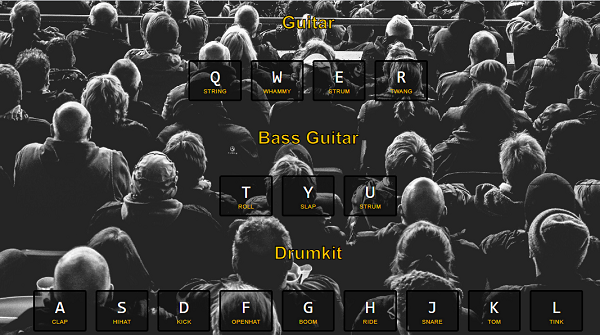 Guitar
Q W E R
STRING WHAMMY STRUM TWANG
Bass Guitar
T Y U
ROLL SLAP STRUM
Drumkit
A S D F G H J K L
CLAP HIHAT KICK OPENHAT BOOM RIDE SNARE TOM TINK